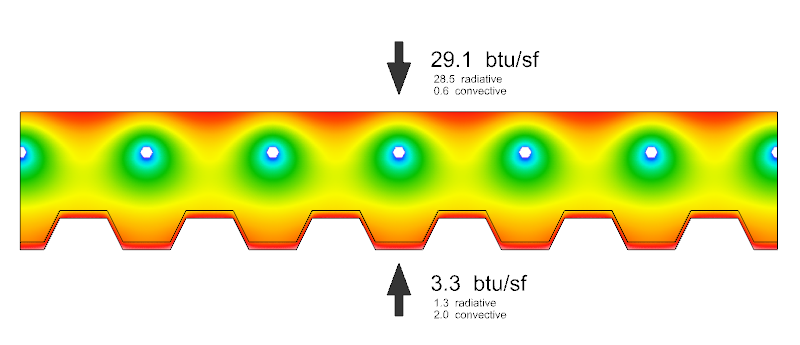 29.1 btu/sf
28.5 radiative
0.6 convective
3.3 btu/sf
1.3 radiative
2.0 convective